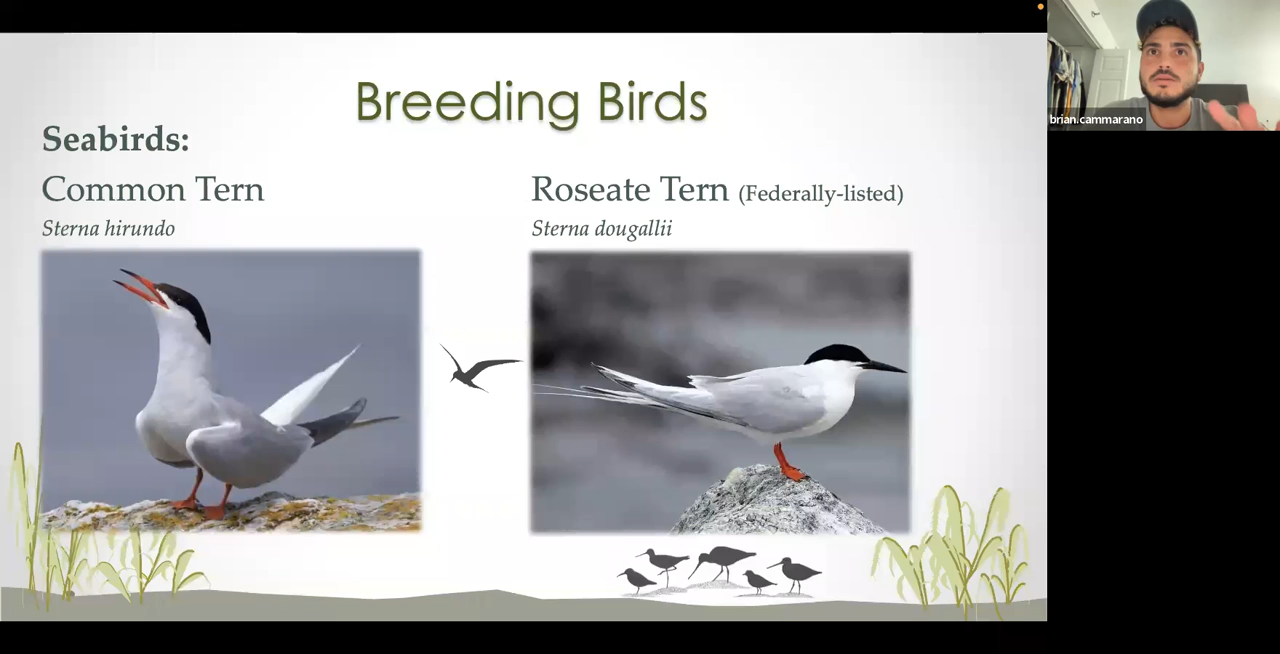 Breeding Birds
Seabirds:
Common Tern
Sterna hirundo
Roseate Tern (Federally-listed)
Sterna dougallii
brian.cammarano